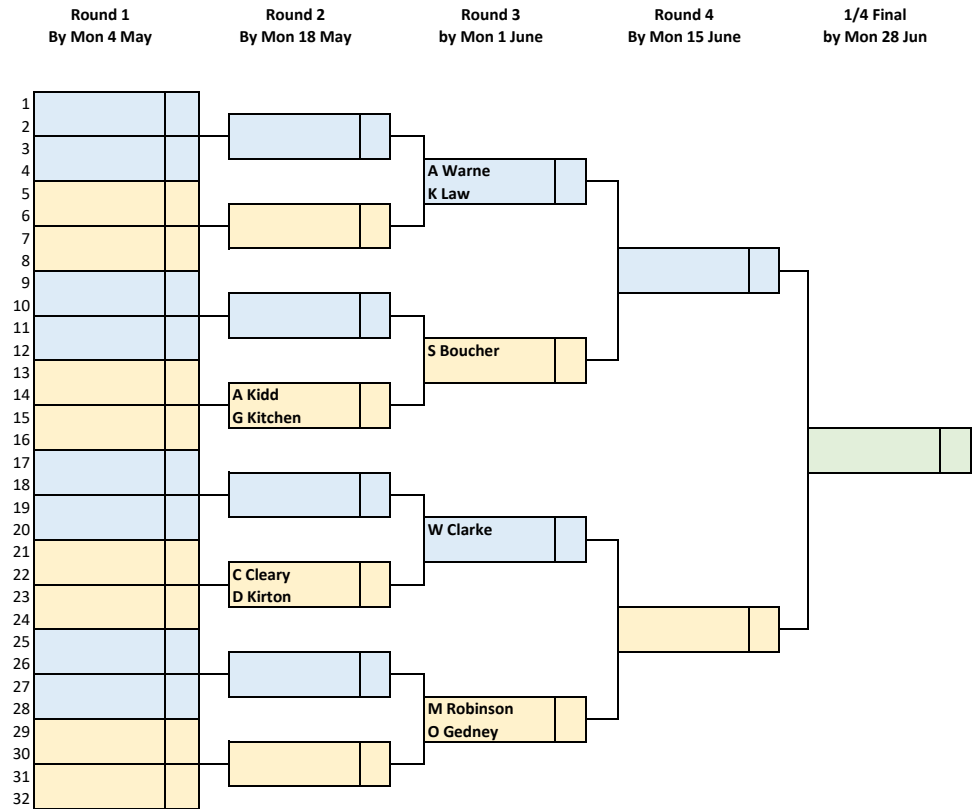 Round 1 Round 2 Round 3 Round 4 1/4 Final
By Mon 4 May By Mon 18 May by Mon 1 June By Mon 15 June by Mon 28 Jun
1
2
3
4 A Warne
5 K Law
6
7
8
9
10
11
12 S Boucher
13
14 A Kidd
15 G Kitchen
16
17
18
19
20 W Clarke
21
22 C Cleary
23 D Kirton
24
25
26
27
28 M Robinson
29 O Gedney
30
31
32